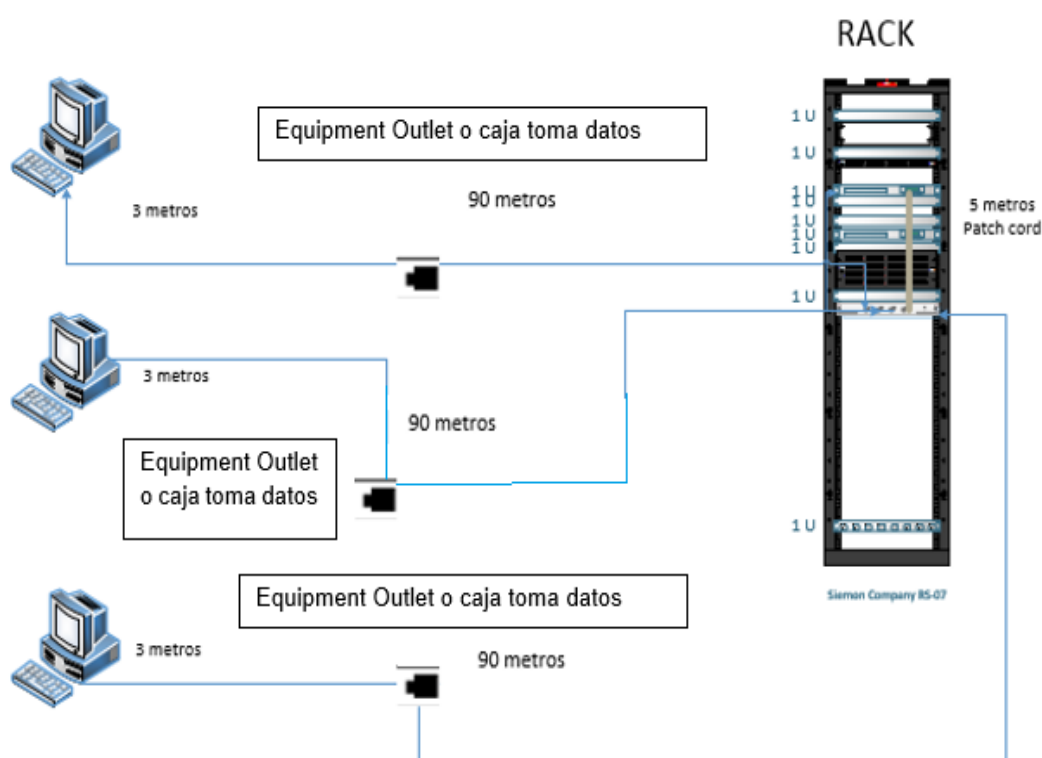 RACK
Equipment Outlet o caja toma datos
1 U
1 U
3 metros
90 metros
1 U
1 U
1 U
1 U
1 U
5 metros
Patch cord
1 U
3 metros
90 metros
Equipment Outlet
o caja toma datos
1 U
Siemon Company RS-07
Equipment Outlet o caja toma datos
3 metros
90 metros